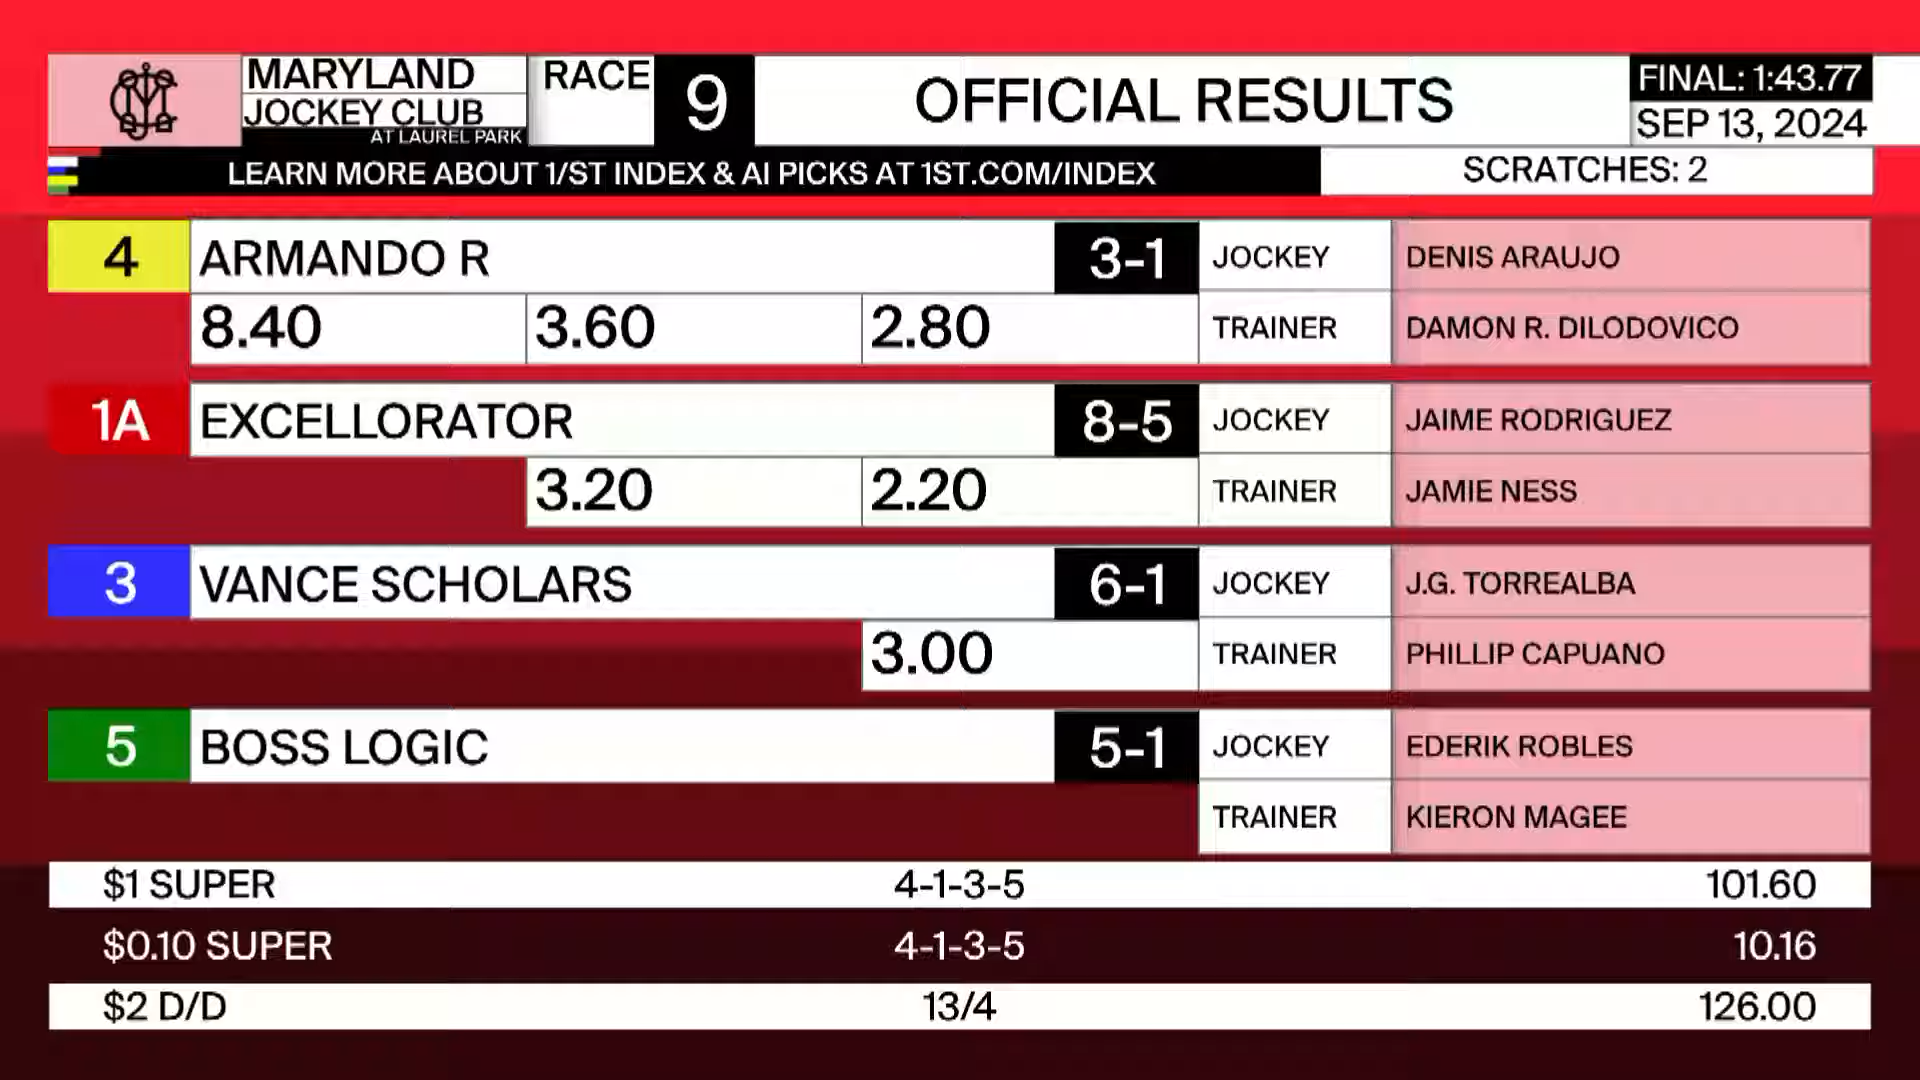 MARYLAND
JOCKEY CLUB
AT LAUREL PARK
RACE 9
OFFICIAL RESULTS
FINAL: 1:43.77
SEP 13, 2024
LEARN MORE ABOUT 1/ST INDEX & AI PICKS AT 1ST.COM/INDEX
SCRATCHES: 2
4 ARMANDO R 3-1 JOCKEY DENIS ARAUJO
8.40 3.60 2.80 TRAINER DAMON R. DILODOVICO
1A EXCELLORATOR 8-5 JOCKEY JAIME RODRIGUEZ
3.20 2.20 TRAINER JAMIE NESS
3 VANCE SCHOLARS 6-1 JOCKEY J.G. TORREALBA
3.00 TRAINER PHILLIP CAPUANO
5 BOSS LOGIC 5-1 JOCKEY EDERIK ROBLES
TRAINER KIERON MAGEE
$1 SUPER 4-1-3-5 101.60
$0.10 SUPER 4-1-3-5 10.16
$2 D/D 13/4 126.00